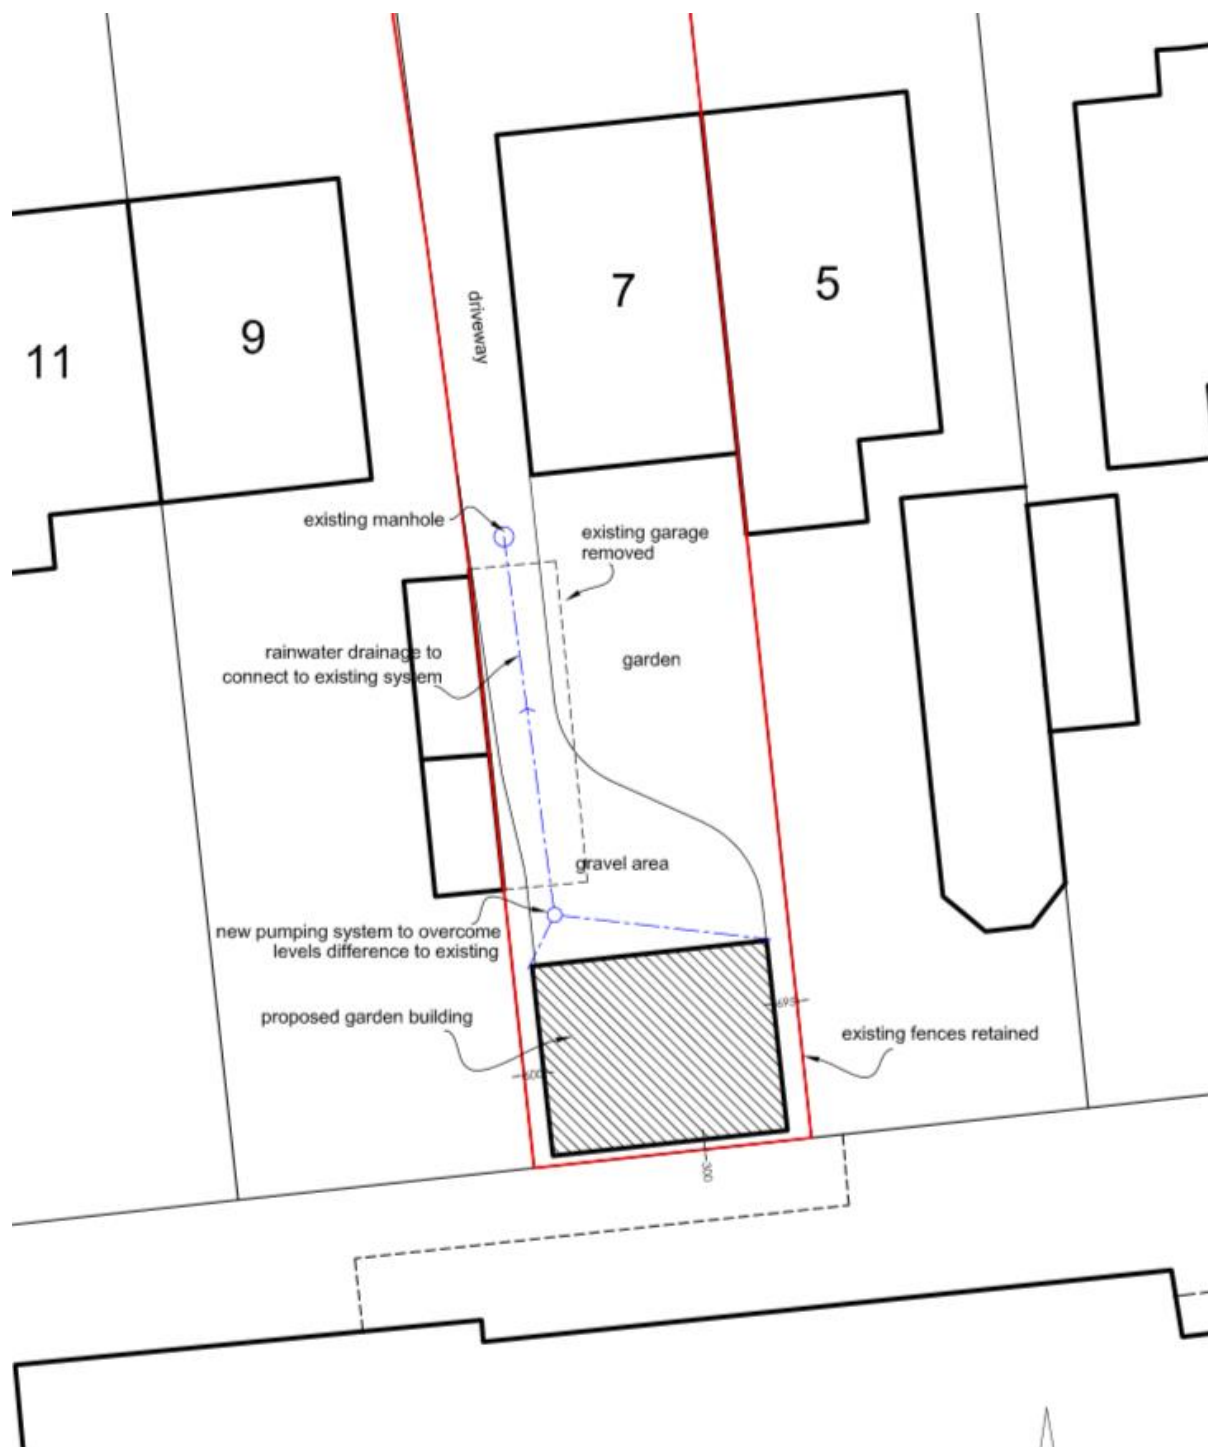 7
5
9
11
driveway
existing manhole
existing garage
removed
rainwater drainage to
connect to existing system
garden
gravel area
new pumping system to overcome
levels difference to existing
695
proposed garden building
existing fences retained
600
300